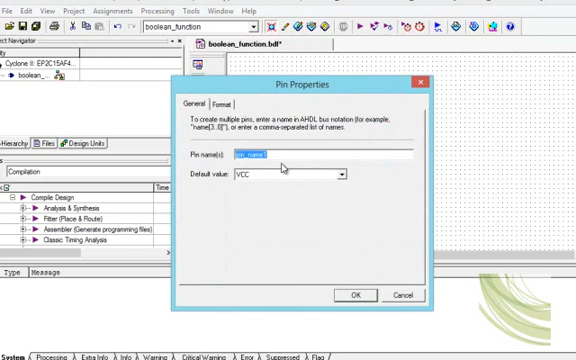 File Edit View Project Assignments Processing Tools Window Help
boolean_function
Project Navigator
boolean_function.bdf*
Cyclone II: EP2C15AF4...
boolean_...
Hierarchy Files Design Units
Compilation
Time
Compile Design
Analysis & Synthesis
Fitter (Place & Route)
Assembler (Generate programming files)
Classic Timing Analysis
Pin Properties
General Format
To create multiple pins, enter a name in AHDL bus notation (for example,
"name[3..0]"), or enter a comma-separated list of names.
Pin name(s): pin_name1
Default value: VCC
OK Cancel
Type Message
System Processing Extra Info Info Warning Critical Warning Error Suppressed Flag